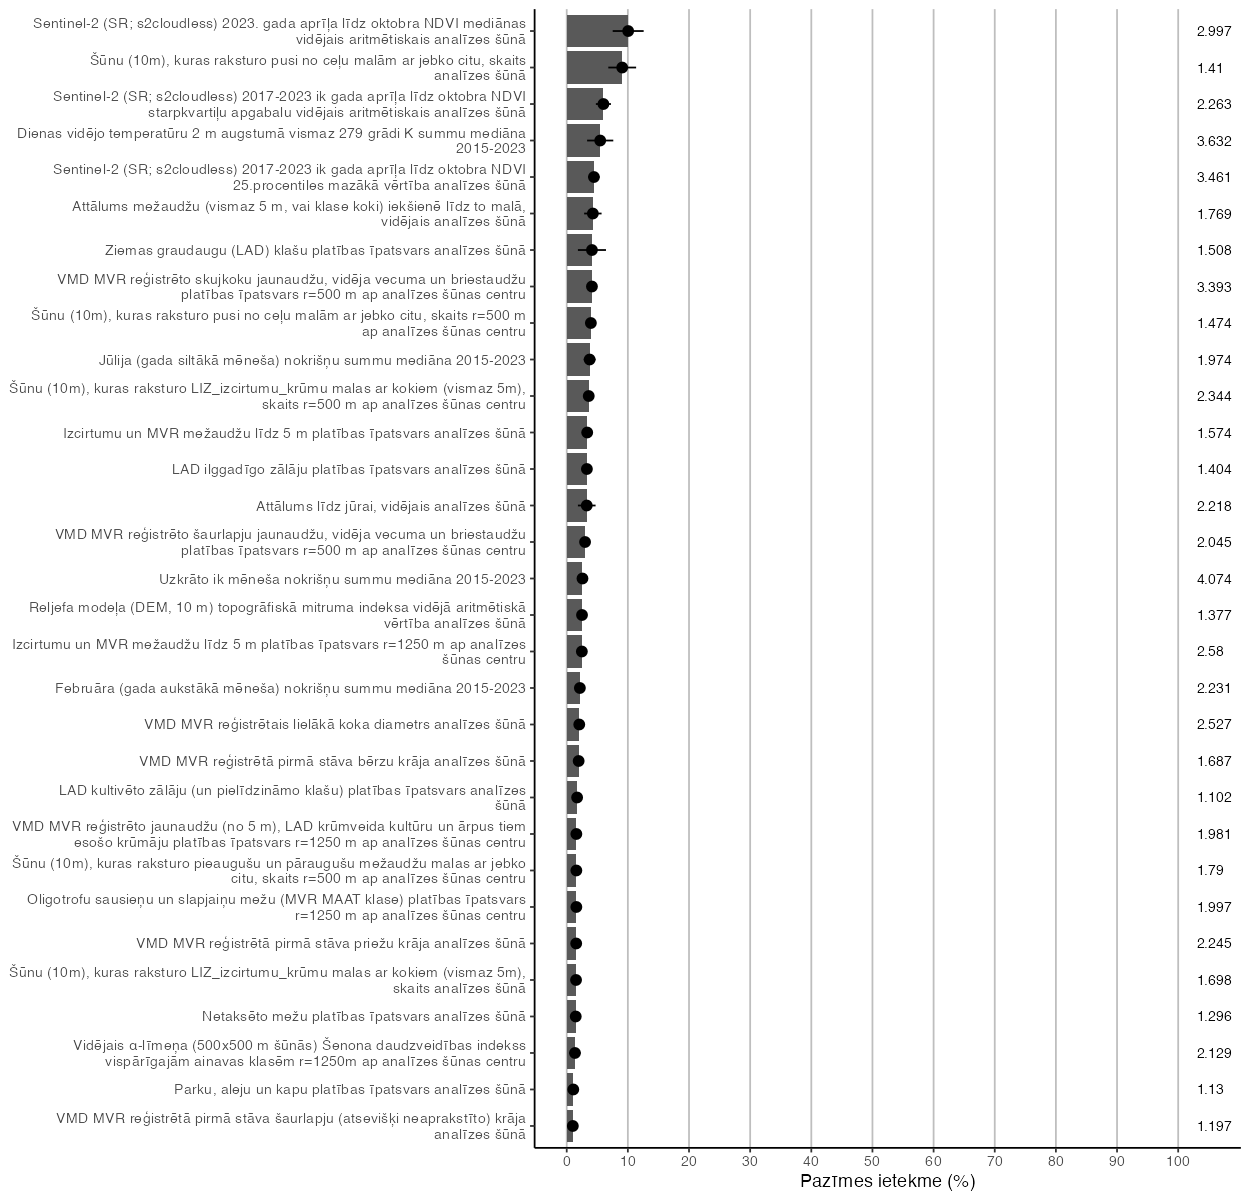 Sentinel-2 (SR; s2cloudless) 2023. gada aprīļa līdz oktobra NDVI mediānas
vidējais aritmētiskais analīzes šūnā
2.997
Šūnu (10m), kuras raksturo pusi no ceļu malām ar jebko citu, skaits
analīzes šūnā
1.41
Sentinel-2 (SR; s2cloudless) 2017-2023 ik gada aprīļa līdz oktobra NDVI
starpkvartiļu apgabalu vidējais aritmētiskais analīzes šūnā
2.263
Dienas vidējo temperatūru 2 m augstumā vismaz 279 grādi K summu mediāna
2015-2023
3.632
Sentinel-2 (SR; s2cloudless) 2017-2023 ik gada aprīļa līdz oktobra NDVI
25.procentiles mazākā vērtība analīzes šūnā
3.461
Attālums mežaudžu (vismaz 5 m, vai klase koki) iekšienē līdz to malā,
vidējais analīzes šūnā
1.769
Ziemas graudaugu (LAD) klašu platības īpatsvars analīzes šūnā
1.508
VMD MVR reģistrēto skujkoku jaunaudžu, vidēja vecuma un briestaudžu
platības īpatsvars r=500 m ap analīzes šūnas centru
3.393
Šūnu (10m), kuras raksturo pusi no ceļu malām ar jebko citu, skaits r=500 m
ap analīzes šūnas centru
1.474
Jūlija (gada siltākā mēneša) nokrišņu summu mediāna 2015-2023
1.974
Šūnu (10m), kuras raksturo LIZ_izcirtumu_krūmu malas ar kokiem (vismaz 5m),
skaits r=500 m ap analīzes šūnas centru
2.344
Izcirtumu un MVR mežaudžu līdz 5 m platības īpatsvars analīzes šūnā
1.574
LAD ilggadīgo zālāju platības īpatsvars analīzes šūnā
1.404
Attālums līdz jūrai, vidējais analīzes šūnā
2.218
VMD MVR reģistrēto šaurlapju jaunaudžu, vidēja vecuma un briestaudžu
platības īpatsvars r=500 m ap analīzes šūnas centru
2.045
Uzkrāto ik mēneša nokrišņu summu mediāna 2015-2023
4.074
Reljefa modeļa (DEM, 10 m) topogrāfiskā mitruma indeksa vidējā aritmētiskā
vērtība analīzes šūnā
1.377
Izcirtumu un MVR mežaudžu līdz 5 m platības īpatsvars r=1250 m ap analīzes
šūnas centru
2.58
Februāra (gada aukstākā mēneša) nokrišņu summu mediāna 2015-2023
2.231
VMD MVR reģistrētais lielākā koka diametrs analīzes šūnā
2.527
VMD MVR reģistrētā pirmā stāva bērzu krāja analīzes šūnā
1.687
LAD kultivēto zālāju (un pielīdzināmo klašu) platības īpatsvars analīzes
šūnā
1.102
VMD MVR reģistrēto jaunaudžu (no 5 m), LAD krūmveida kultūru un ārpus tiem
esošo krūmāju platības īpatsvars r=1250 m ap analīzes šūnas centru
1.981
Šūnu (10m), kuras raksturo pieaugušu un pāraugušu mežaudžu malas ar jebko
citu, skaits r=500 m ap analīzes šūnas centru
1.79
Oligotrofu sausieņu un slapjaiņu mežu (MVR MAAT klase) platības īpatsvars
r=1250 m ap analīzes šūnas centru
1.997
VMD MVR reģistrētā pirmā stāva priežu krāja analīzes šūnā
2.245
Šūnu (10m), kuras raksturo LIZ_izcirtumu_krūmu malas ar kokiem (vismaz 5m),
skaits analīzes šūnā
1.698
Netaksēto mežu platības īpatsvars analīzes šūnā
1.296
Vidējais α-līmeņa (500x500 m šūnās) Šenona daudzveidības indekss
vispārīgajām ainavas klasēm r=1250m ap analīzes šūnas centru
2.129
Parku, aleju un kapu platības īpatsvars analīzes šūnā
1.13
VMD MVR reģistrētā pirmā stāva šaurlapju (atsevišķi neaprakstīto) krāja
analīzes šūnā
1.197
0 10 20 30 40 50 60 70 80 90 100
Pazīmes ietekme (%)